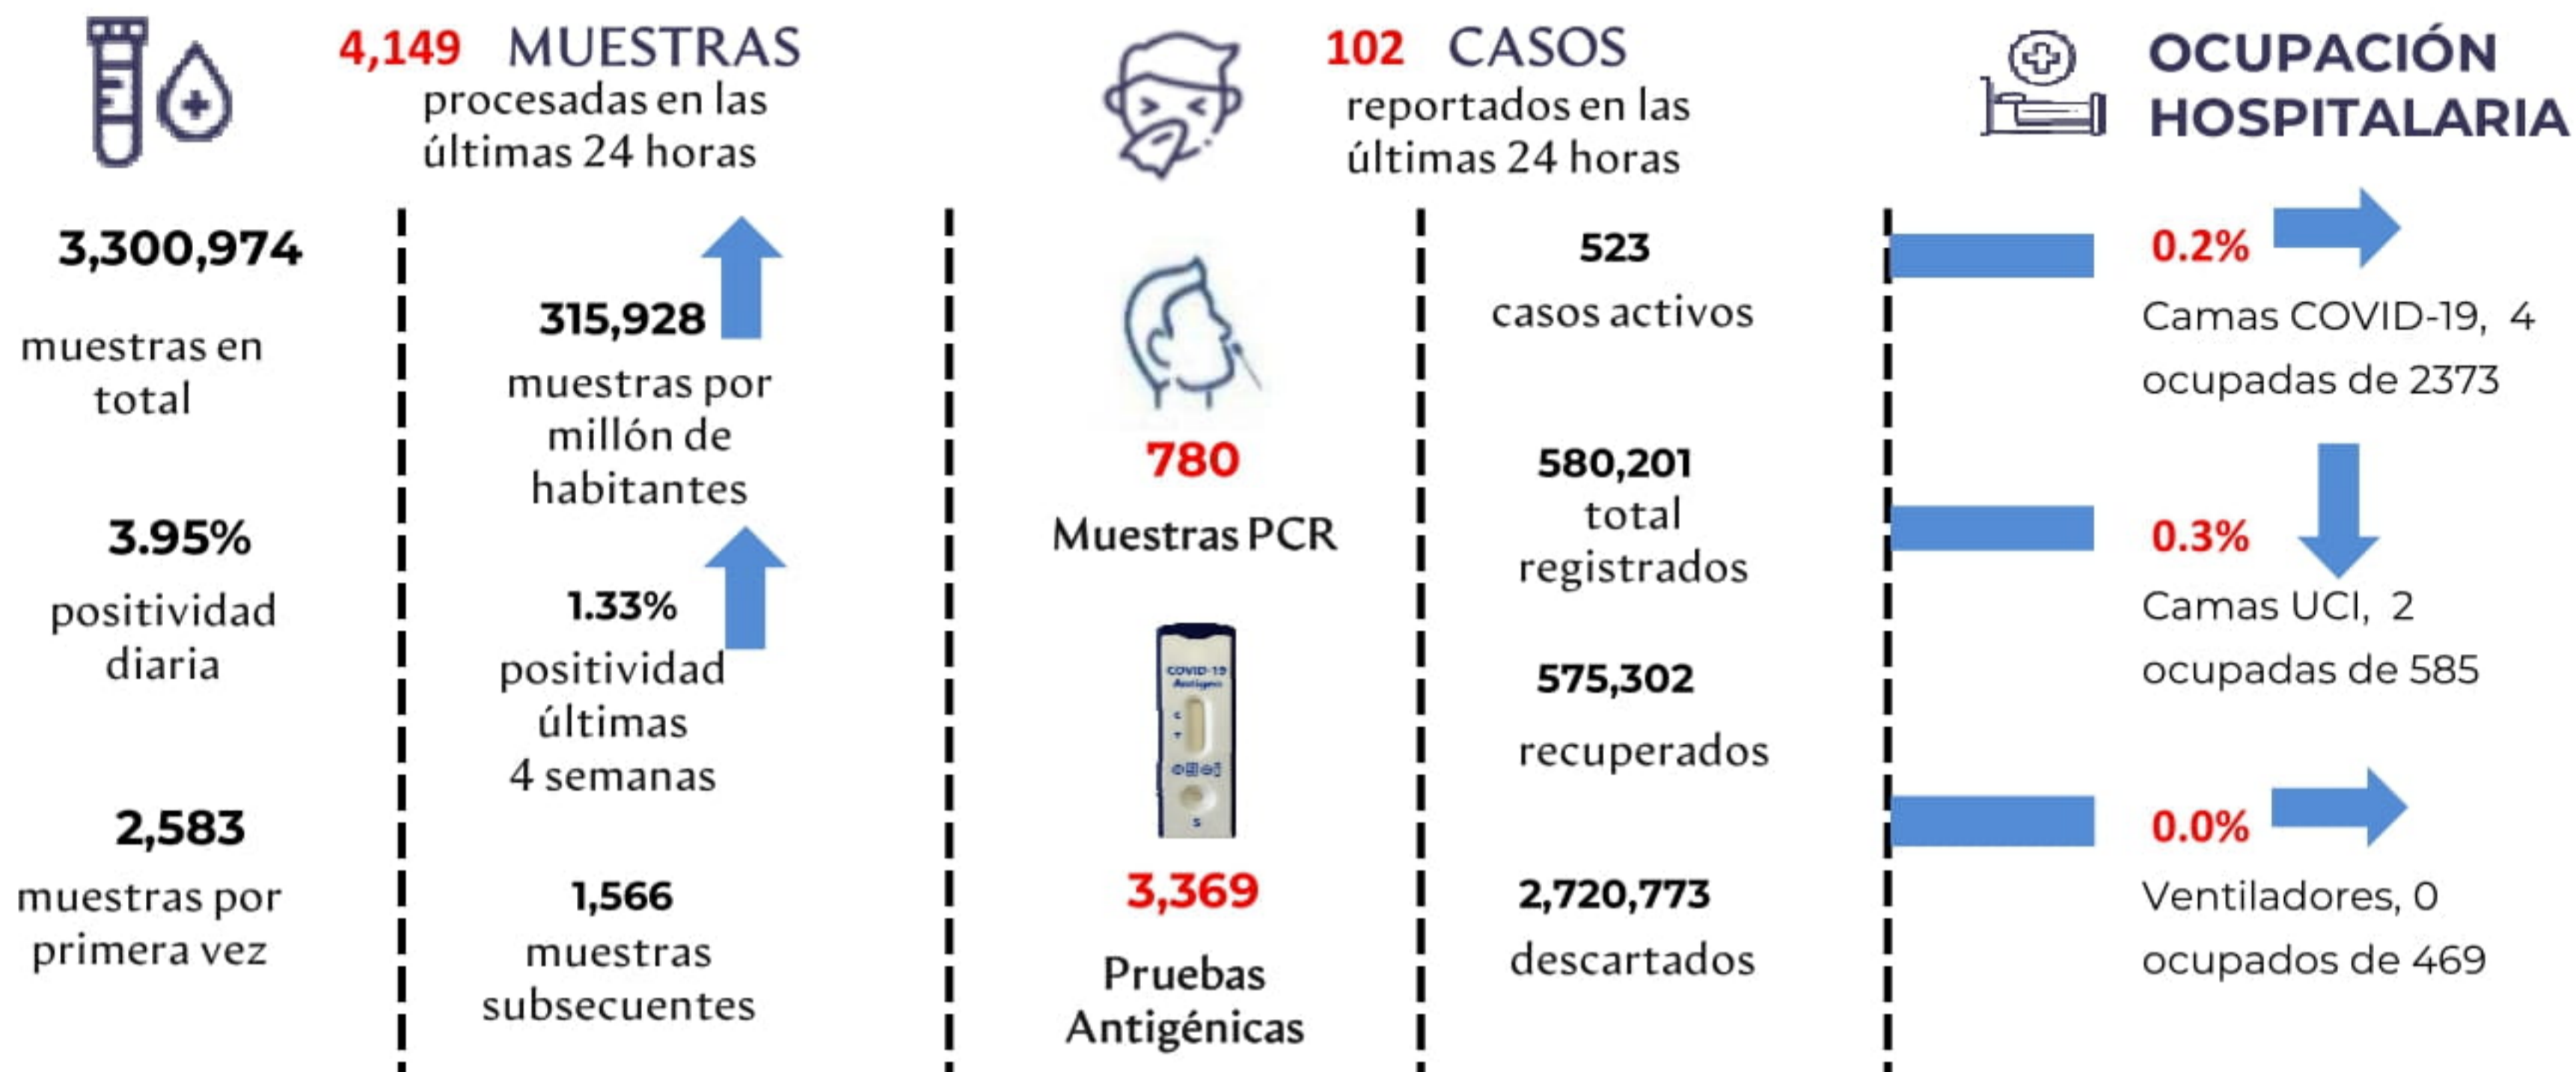 4,149 MUESTRAS
procesadas en las
últimas 24 horas
3,300,974
muestras en
total
3.95%
positividad
diaria
2,583
muestras por
primera vez
315,928
muestras por
millón de
habitantes
1.33%
positividad
últimas
4 semanas
1,566
muestras
subsecuentes
102 CASOS
reportados en las
últimas 24 horas
780
Muestras PCR
COVID-19
Antigen
C
T
S
3,369
Pruebas
Antigénicas
523
casos activos
580,201
total
registrados
575,302
recuperados
2,720,773
descartados
OCUPACIÓN
HOSPITALARIA
0.2%
Camas COVID-19, 4
ocupadas de 2373
0.3%
Camas UCI, 2
ocupadas de 585
0.0%
Ventiladores, 0
ocupados de 469